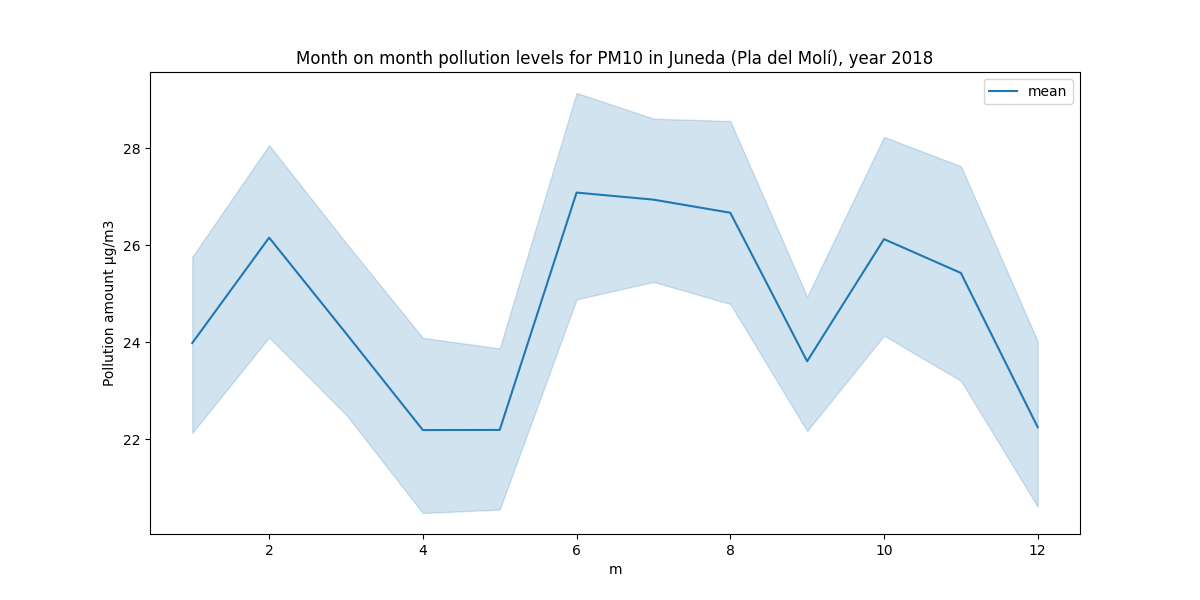 Month on month pollution levels for PM10 in Juneda (Pla del Molí), year 2018
mean
Pollution amount µg/m3
28
26
24
22
2
4
6
8
10
12
m